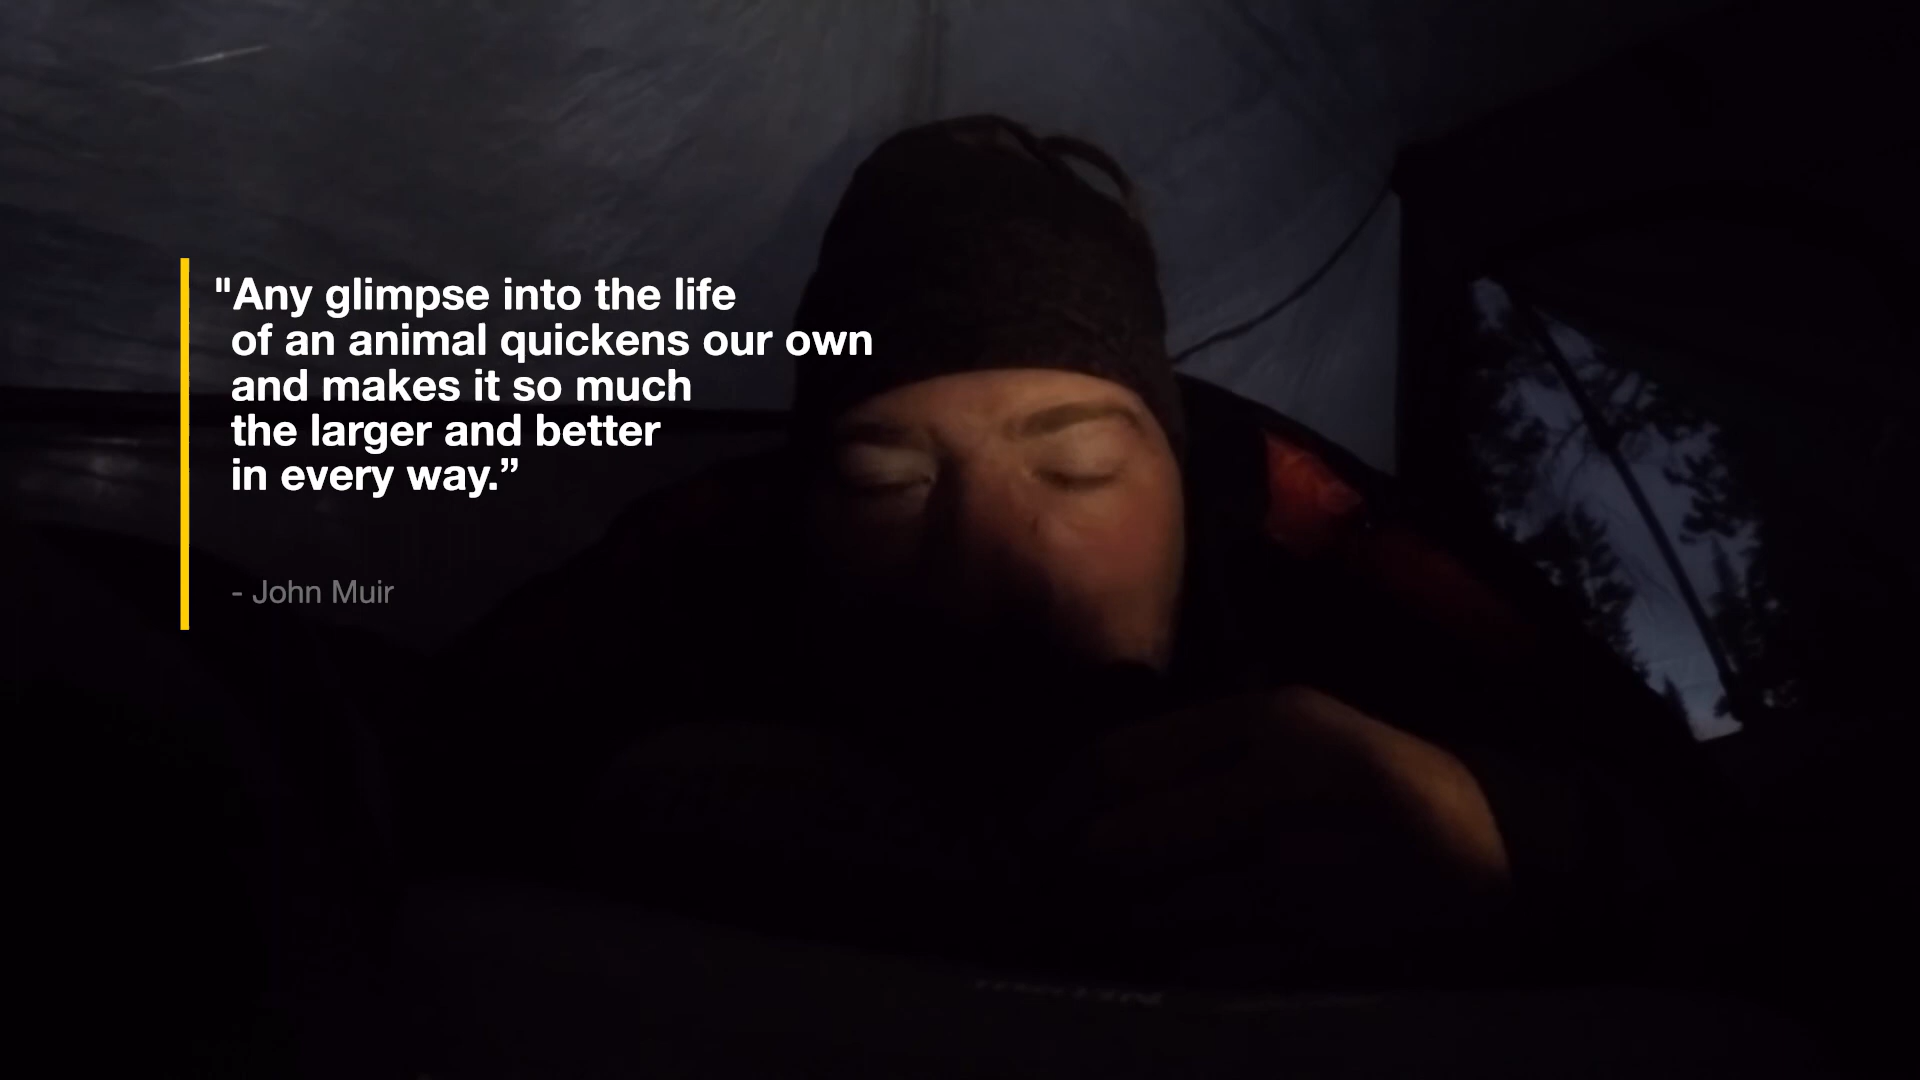 "Any glimpse into the life
of an animal quickens our own
and makes it so much
the larger and better
in every way.”
- John Muir